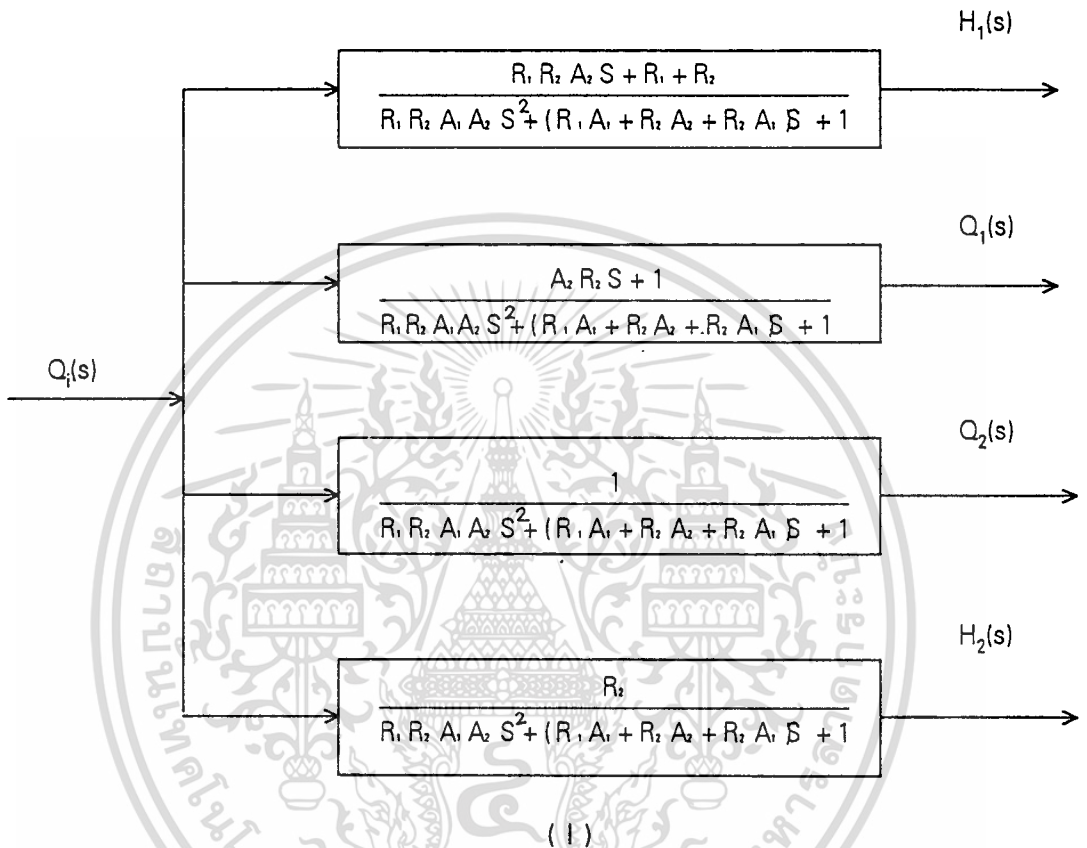 H₁(s)
R₁ R₂ A₂ S + R₁ + R₂
R₁ R₂ A₁ A₂ S² + (R₁ A₁ + R₂ A₂ + R₂ A₁)S + 1
Q₁(s)
A₂ R₂ S + 1
R₁ R₂ A₁ A₂ S² + (R₁ A₁ + R₂ A₂ + R₂ A₁)S + 1
Qᵢ(s)
Q₂(s)
1
R₁ R₂ A₁ A₂ S² + (R₁ A₁ + R₂ A₂ + R₂ A₁)S + 1
H₂(s)
R₂
R₁ R₂ A₁ A₂ S² + (R₁ A₁ + R₂ A₂ + R₂ A₁)S + 1
( l )